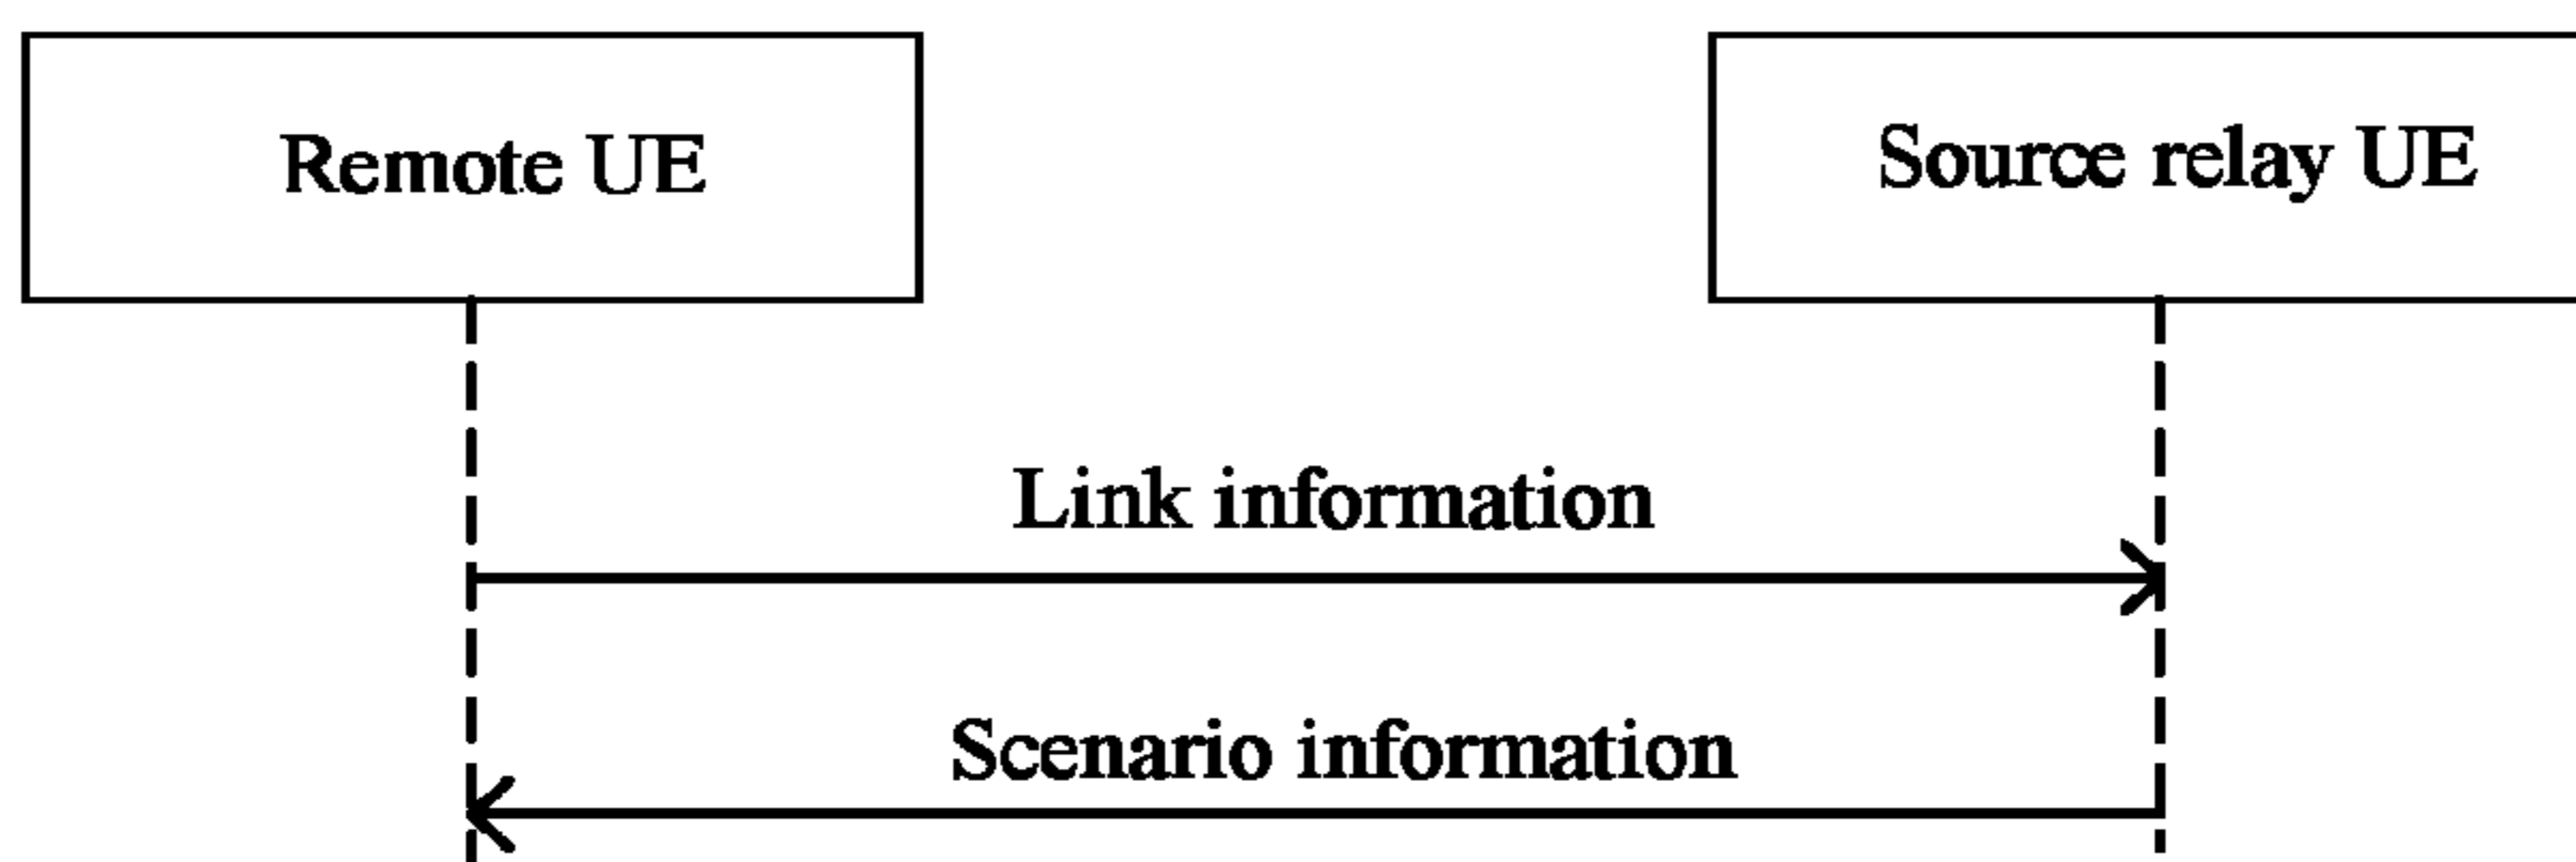 Remote UE
Source relay UE
Link information
Scenario information